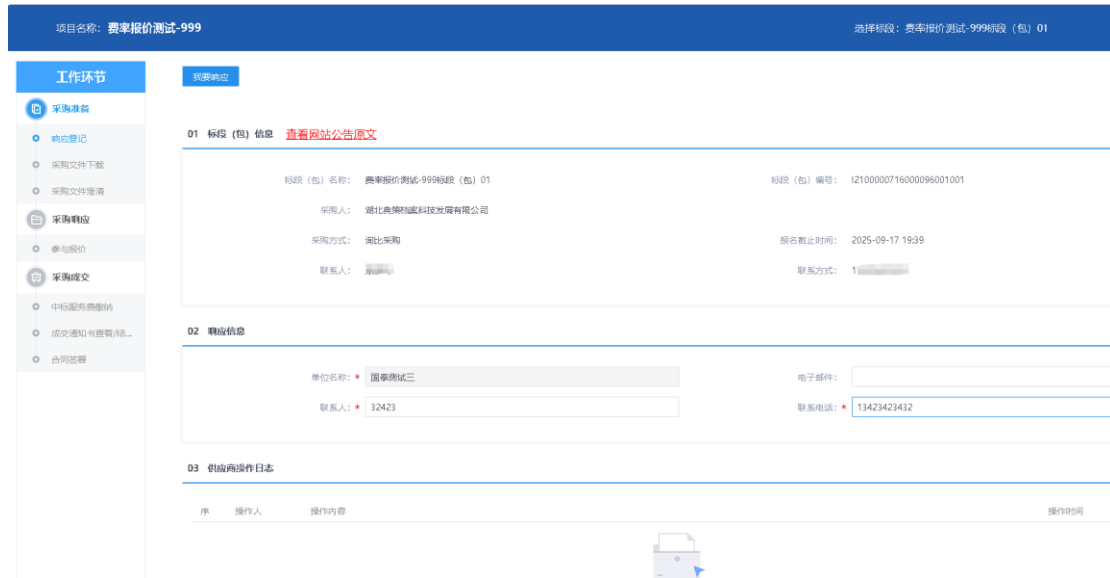 项目名称：费率报价测试-999 选择标段：费率报价测试-999标段（包）01
工作环节
我要响应
采购准备
响应登记
采购文件下载
采购文件澄清
采购响应
参与报价
采购成交
中标服务费缴纳
成交通知书查看/结...
合同签署
01 标段（包）信息 查看网站公告原文
标段（包）名称： 费率报价测试-999标段（包）01 标段（包）编号： I2100000716000096001001
采购人： 湖北典策档案科技发展有限公司
采购方式： 询比采购 报名截止时间： 2025-09-17 19:39
联系人： 联系方式： 1
02 响应信息
单位名称：* 国泰测试三 电子邮件：
联系人：* 32423 联系电话：* 13423423432
03 供应商操作日志
序 操作人 操作内容 操作时间